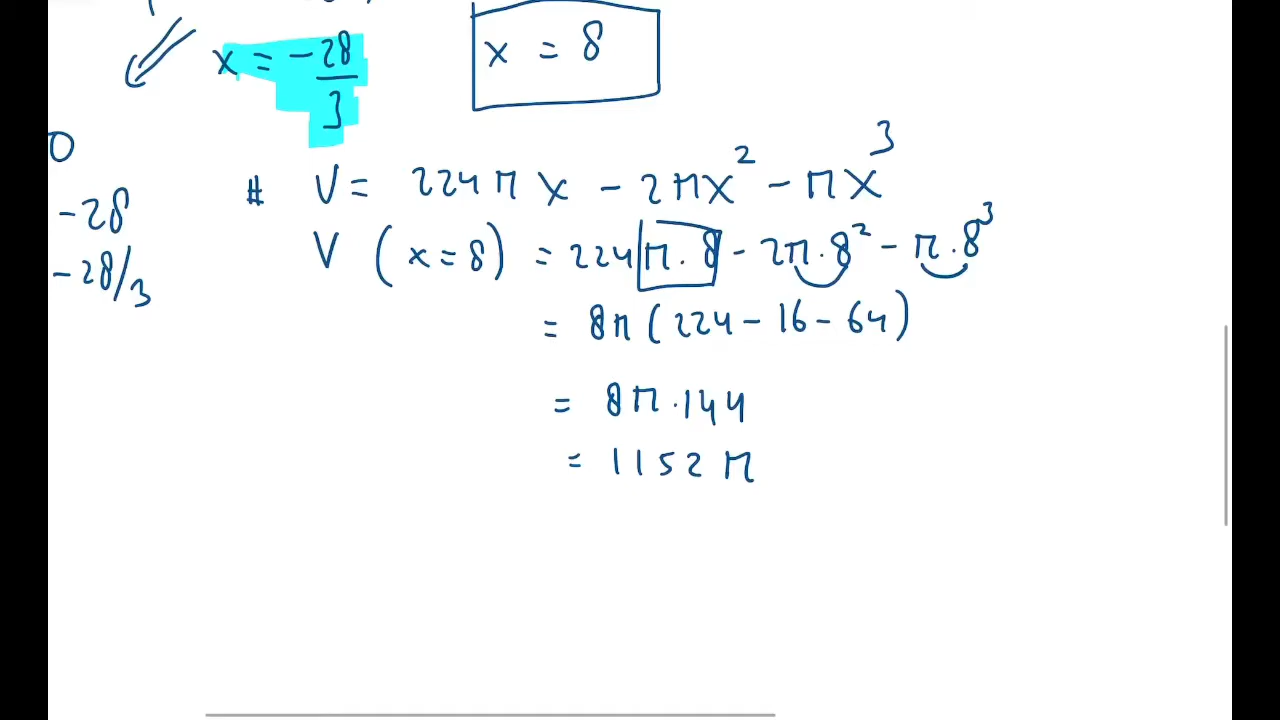 x = -28/3
x = 8
0
-28
-28/3
# V = 224πx - 2πx² - πx³
V (x = 8) = 224π·8 - 2π·8² - π·8³
= 8π(224 - 16 - 64)
= 8π·144
= 1152π